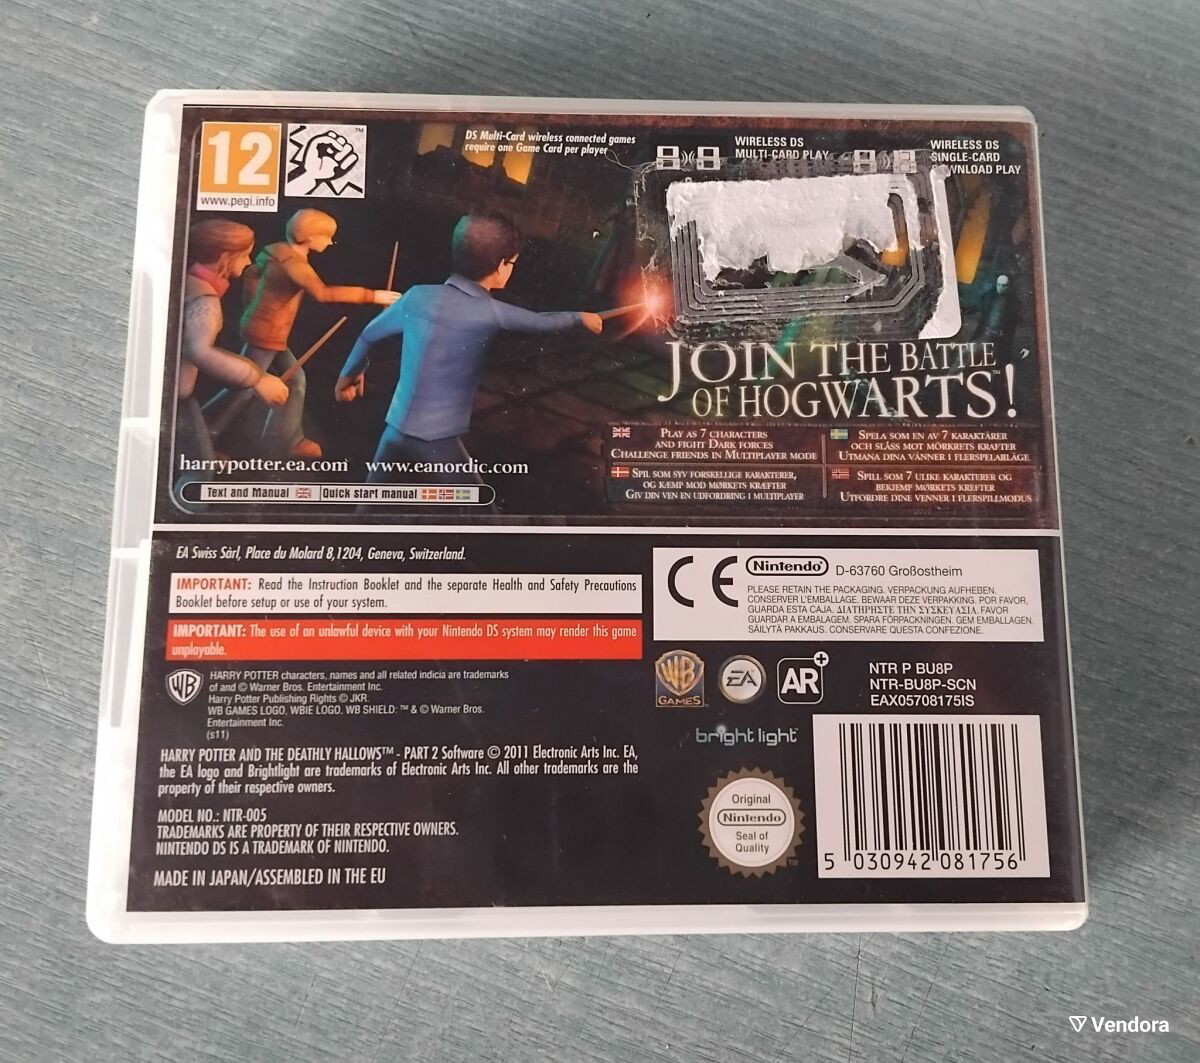 12
www.pegi.info
DS Multi-Card wireless connected games
require one Game Card per player
WIRELESS DS
MULTI-CARD PLAY
WIRELESS DS
SINGLE-CARD
WNLOAD PLAY
JOIN THE BATTLE
OF HOGWARTS™!
harrypotter.ea.com www.eanordic.com
Text and Manual Quick start manual
PLAY AS 7 CHARACTERS
AND FIGHT DARK FORCES
CHALLENGE FRIENDS IN MULTIPLAYER MODE
SPELA SOM EN AV 7 KARAKTÄRER
OCH SLÅSS MOT MÖRKRETS KRAFTER
UTMANA DINA VÄNNER I FLERSPELARLÄGE
SPIL SOM SYV FORSKELLIGE KARAKTERER,
OG KÆMP MOD MØRKETS KRÆFTER
GIV DIN VEN EN UDFORDRING I MULTIPLAYER
SPILL SOM 7 ULIKE KARAKTERER OG
BEKJEMP MØRKETS KREFTER
UTFORDRE DINE VENNER I FLERSPILLMODUS
EA Swiss Sàrl, Place du Molard 8,1204, Geneva, Switzerland.
IMPORTANT: Read the Instruction Booklet and the separate Health and Safety Precautions
Booklet before setup or use of your system.
IMPORTANT: The use of an unlawful device with your Nintendo DS system may render this game
unplayable.
CE
Nintendo D-63760 Großostheim
PLEASE RETAIN THE PACKAGING. VERPACKUNG AUFHEBEN.
CONSERVER L'EMBALLAGE. BEWAAR DEZE VERPAKKING. POR FAVOR,
GUARDA ESTA CAJA. ΔΙΑΤΗΡΗΣΤΕ ΤΗΝ ΣΥΣΚΕΥΑΣΙΑ. FAVOR
GUARDAR A EMBALAGEM. SPARA FÖRPACKNINGEN. GEM EMBALLAGEN.
SÄILYTÄ PAKKAUS. CONSERVARE QUESTA CONFEZIONE.
WB
HARRY POTTER characters, names and all related indicia are trademarks
of and © Warner Bros. Entertainment Inc.
Harry Potter Publishing Rights © JKR.
WB GAMES LOGO, WBIE LOGO, WB SHIELD: ™ & © Warner Bros.
Entertainment Inc.
(s11)
WB
GAMES
EA
AR+
NTR P BU8P
NTR-BU8P-SCN
EAX05708175IS
bright light
HARRY POTTER AND THE DEATHLY HALLOWS™ - PART 2 Software © 2011 Electronic Arts Inc. EA,
the EA logo and Brightlight are trademarks of Electronic Arts Inc. All other trademarks are the
property of their respective owners.
MODEL NO.: NTR-005
TRADEMARKS ARE PROPERTY OF THEIR RESPECTIVE OWNERS.
NINTENDO DS IS A TRADEMARK OF NINTENDO.
MADE IN JAPAN/ASSEMBLED IN THE EU
Original
Nintendo
Seal of
Quality
5 030942 081756
Vendora